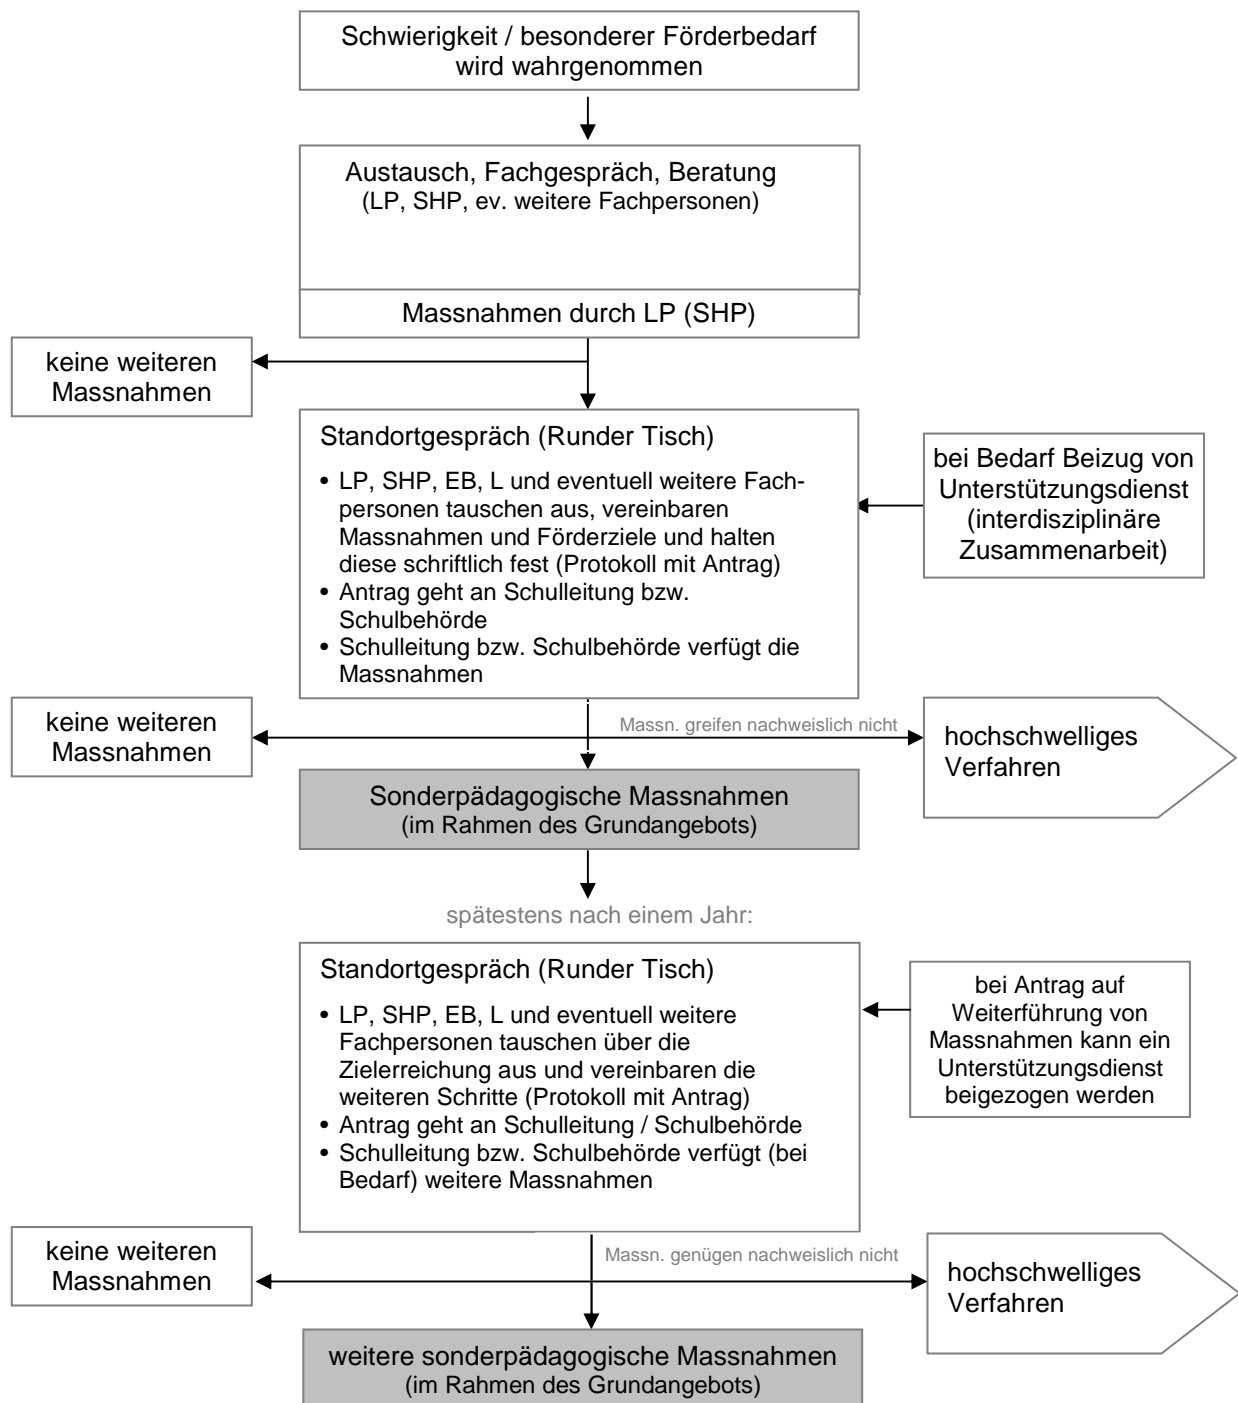 Schwierigkeit / besonderer Förderbedarf
wird wahrgenommen
Austausch, Fachgespräch, Beratung
(LP, SHP, ev. weitere Fachpersonen)
Massnahmen durch LP (SHP)
keine weiteren
Massnahmen
Standortgespräch (Runder Tisch)
• LP, SHP, EB, L und eventuell weitere Fach-
personen tauschen aus, vereinbaren
Massnahmen und Förderziele und halten
diese schriftlich fest (Protokoll mit Antrag)
• Antrag geht an Schulleitung bzw.
Schulbehörde
• Schulleitung bzw. Schulbehörde verfügt die
Massnahmen
bei Bedarf Beizug von
Unterstützungsdienst
(interdisziplinäre
Zusammenarbeit)
keine weiteren
Massnahmen
Massn. greifen nachweislich nicht
hochschwelliges
Verfahren
Sonderpädagogische Massnahmen
(im Rahmen des Grundangebots)
spätestens nach einem Jahr:
Standortgespräch (Runder Tisch)
• LP, SHP, EB, L und eventuell weitere
Fachpersonen tauschen über die
Zielerreichung aus und vereinbaren die
weiteren Schritte (Protokoll mit Antrag)
• Antrag geht an Schulleitung / Schulbehörde
• Schulleitung bzw. Schulbehörde verfügt (bei
Bedarf) weitere Massnahmen
bei Antrag auf
Weiterführung von
Massnahmen kann ein
Unterstützungsdienst
beigezogen werden
keine weiteren
Massnahmen
Massn. genügen nachweislich nicht
hochschwelliges
Verfahren
weitere sonderpädagogische Massnahmen
(im Rahmen des Grundangebots)